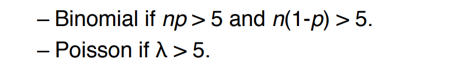 – Binomial if np > 5 and n(1-p) > 5.
– Poisson if λ > 5.